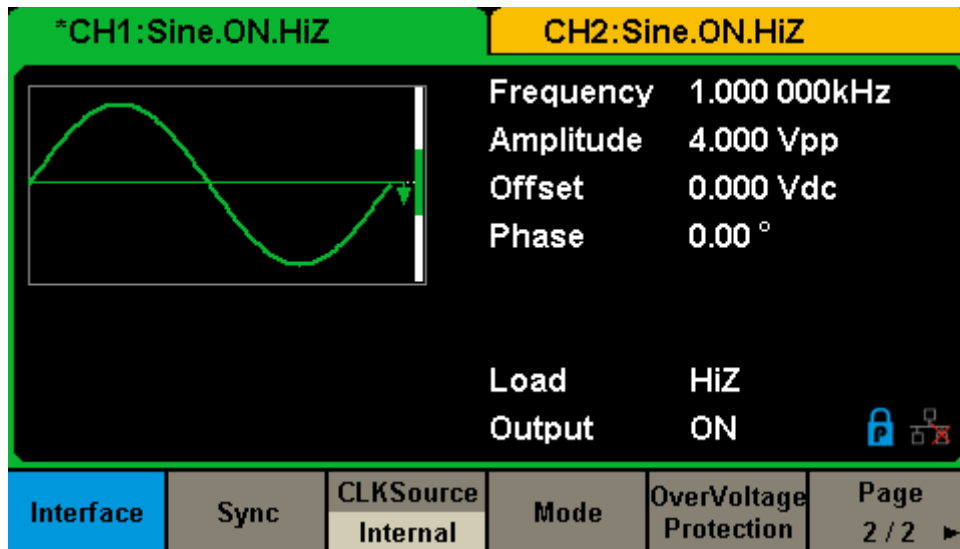 *CH1:Sine.ON.HiZ
CH2:Sine.ON.HiZ
Frequency 1.000 000kHz
Amplitude 4.000 Vpp
Offset 0.000 Vdc
Phase 0.00 °
Load HiZ
Output ON
P
Interface
Sync
CLKSource
Internal
Mode
OverVoltage
Protection
Page
2 / 2 ►